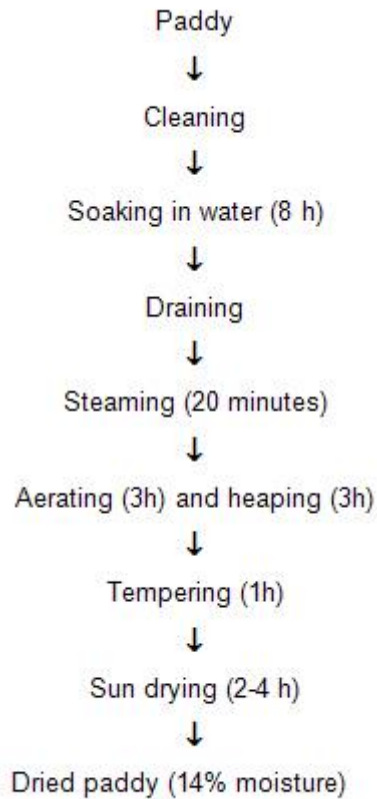 Paddy
↓
Cleaning
↓
Soaking in water (8 h)
↓
Draining
↓
Steaming (20 minutes)
↓
Aerating (3h) and heaping (3h)
↓
Tempering (1h)
↓
Sun drying (2-4 h)
↓
Dried paddy (14% moisture)